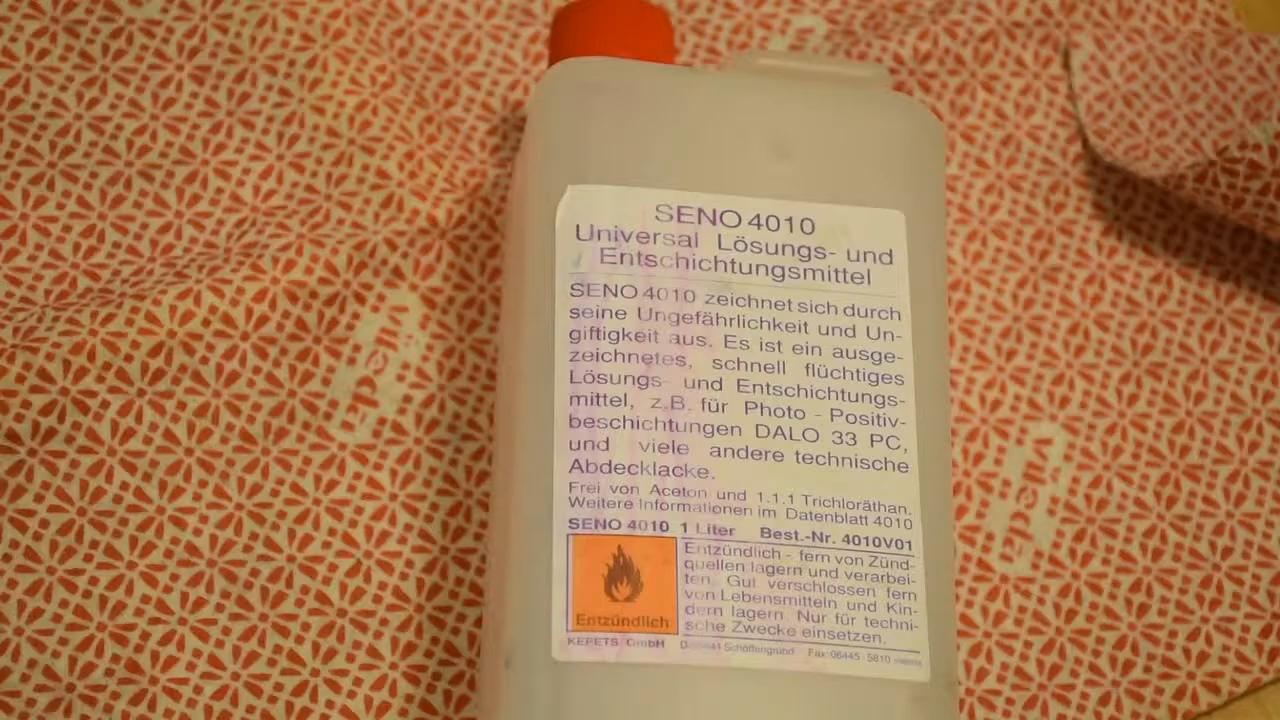 SENO 4010
Universal Lösungs- und
Entschichtungsmittel
SENO 4010 zeichnet sich durch
seine Ungefährlichkeit und Un-
giftigkeit aus. Es ist ein ausge-
zeichnetes, schnell flüchtiges
Lösungs- und Entschichtungs-
mittel, z.B. für Photo - Positiv-
beschichtungen DALO 33 PC,
und viele andere technische
Abdecklacke.
Frei von Aceton und 1.1.1 Trichloräthan.
Weitere Informationen im Datenblatt 4010
SENO 4010 1 Liter Best.-Nr. 4010V01
Entzündlich - fern von Zünd-
quellen lagern und verarbei-
ten. Gut verschlossen fern
von Lebensmitteln und Kin-
dern lagern. Nur für techni-
sche Zwecke einsetzen.
Entzündlich
KEPETS GmbH Schöffengrund Fax: 06445 - 5810